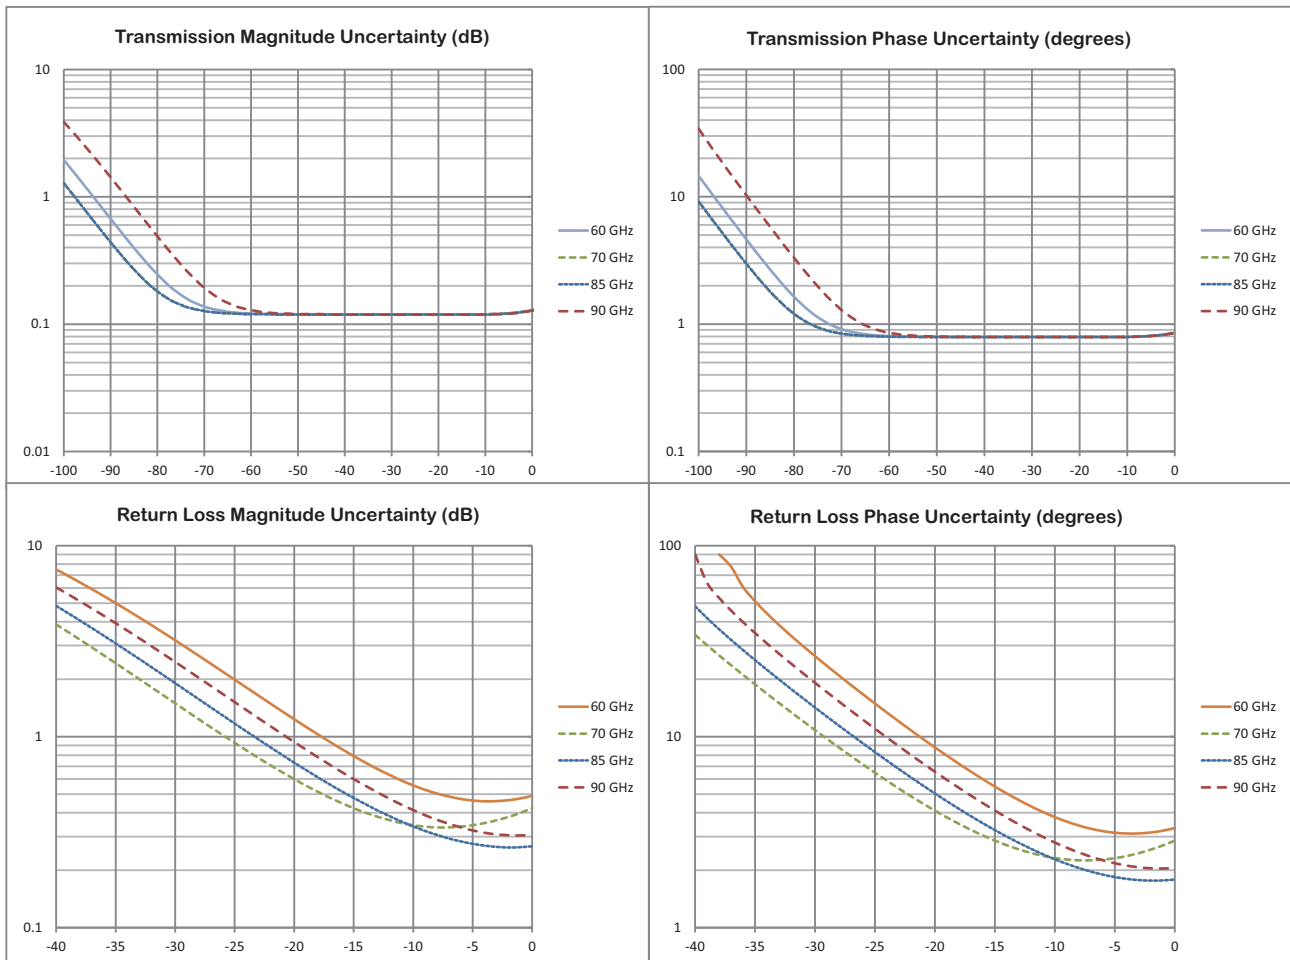 Transmission Magnitude Uncertainty (dB)
10
1
0.1
0.01
-100 -90 -80 -70 -60 -50 -40 -30 -20 -10 0
60 GHz
70 GHz
85 GHz
90 GHz
Transmission Phase Uncertainty (degrees)
100
10
1
0.1
-100 -90 -80 -70 -60 -50 -40 -30 -20 -10 0
60 GHz
70 GHz
85 GHz
90 GHz
Return Loss Magnitude Uncertainty (dB)
10
1
0.1
-40 -35 -30 -25 -20 -15 -10 -5 0
60 GHz
70 GHz
85 GHz
90 GHz
Return Loss Phase Uncertainty (degrees)
100
10
1
-40 -35 -30 -25 -20 -15 -10 -5 0
60 GHz
70 GHz
85 GHz
90 GHz